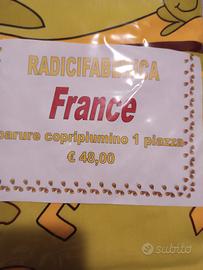 RADICIFABBRICA
France
parure copripiumino 1 piazza
€ 48,00
subito